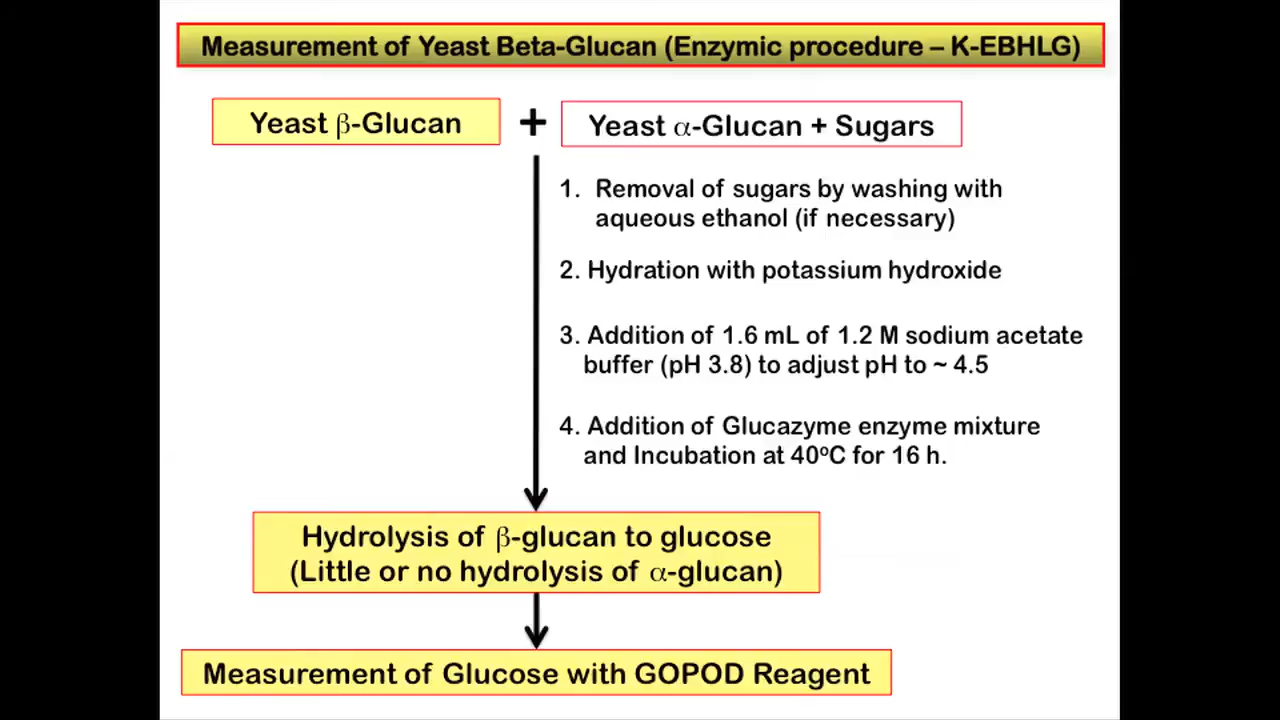 Measurement of Yeast Beta-Glucan (Enzymic procedure – K-EBHLG)
Yeast β-Glucan + Yeast α-Glucan + Sugars
1. Removal of sugars by washing with
aqueous ethanol (if necessary)
2. Hydration with potassium hydroxide
3. Addition of 1.6 mL of 1.2 M sodium acetate
buffer (pH 3.8) to adjust pH to ~ 4.5
4. Addition of Glucazyme enzyme mixture
and Incubation at 40ºC for 16 h.
Hydrolysis of β-glucan to glucose
(Little or no hydrolysis of α-glucan)
Measurement of Glucose with GOPOD Reagent